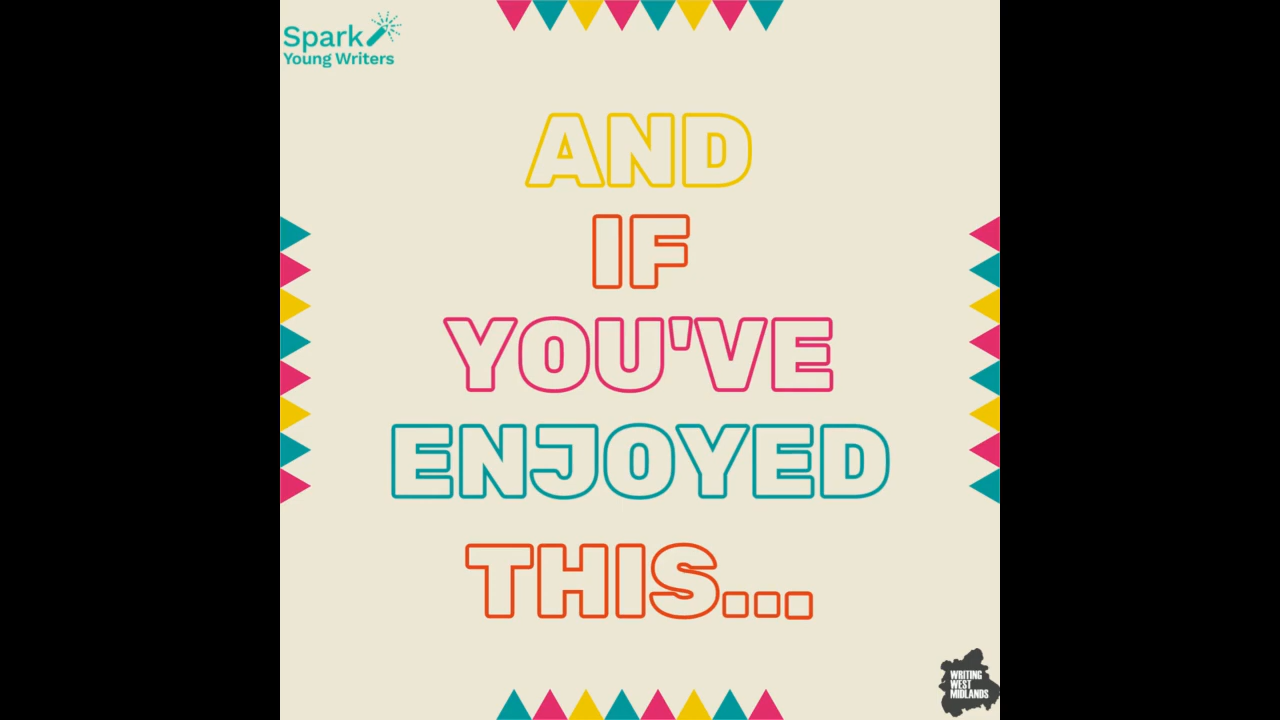 Spark
Young Writers
AND
IF
YOU'VE
ENJOYED
THIS...
WRITING
WEST
MIDLANDS